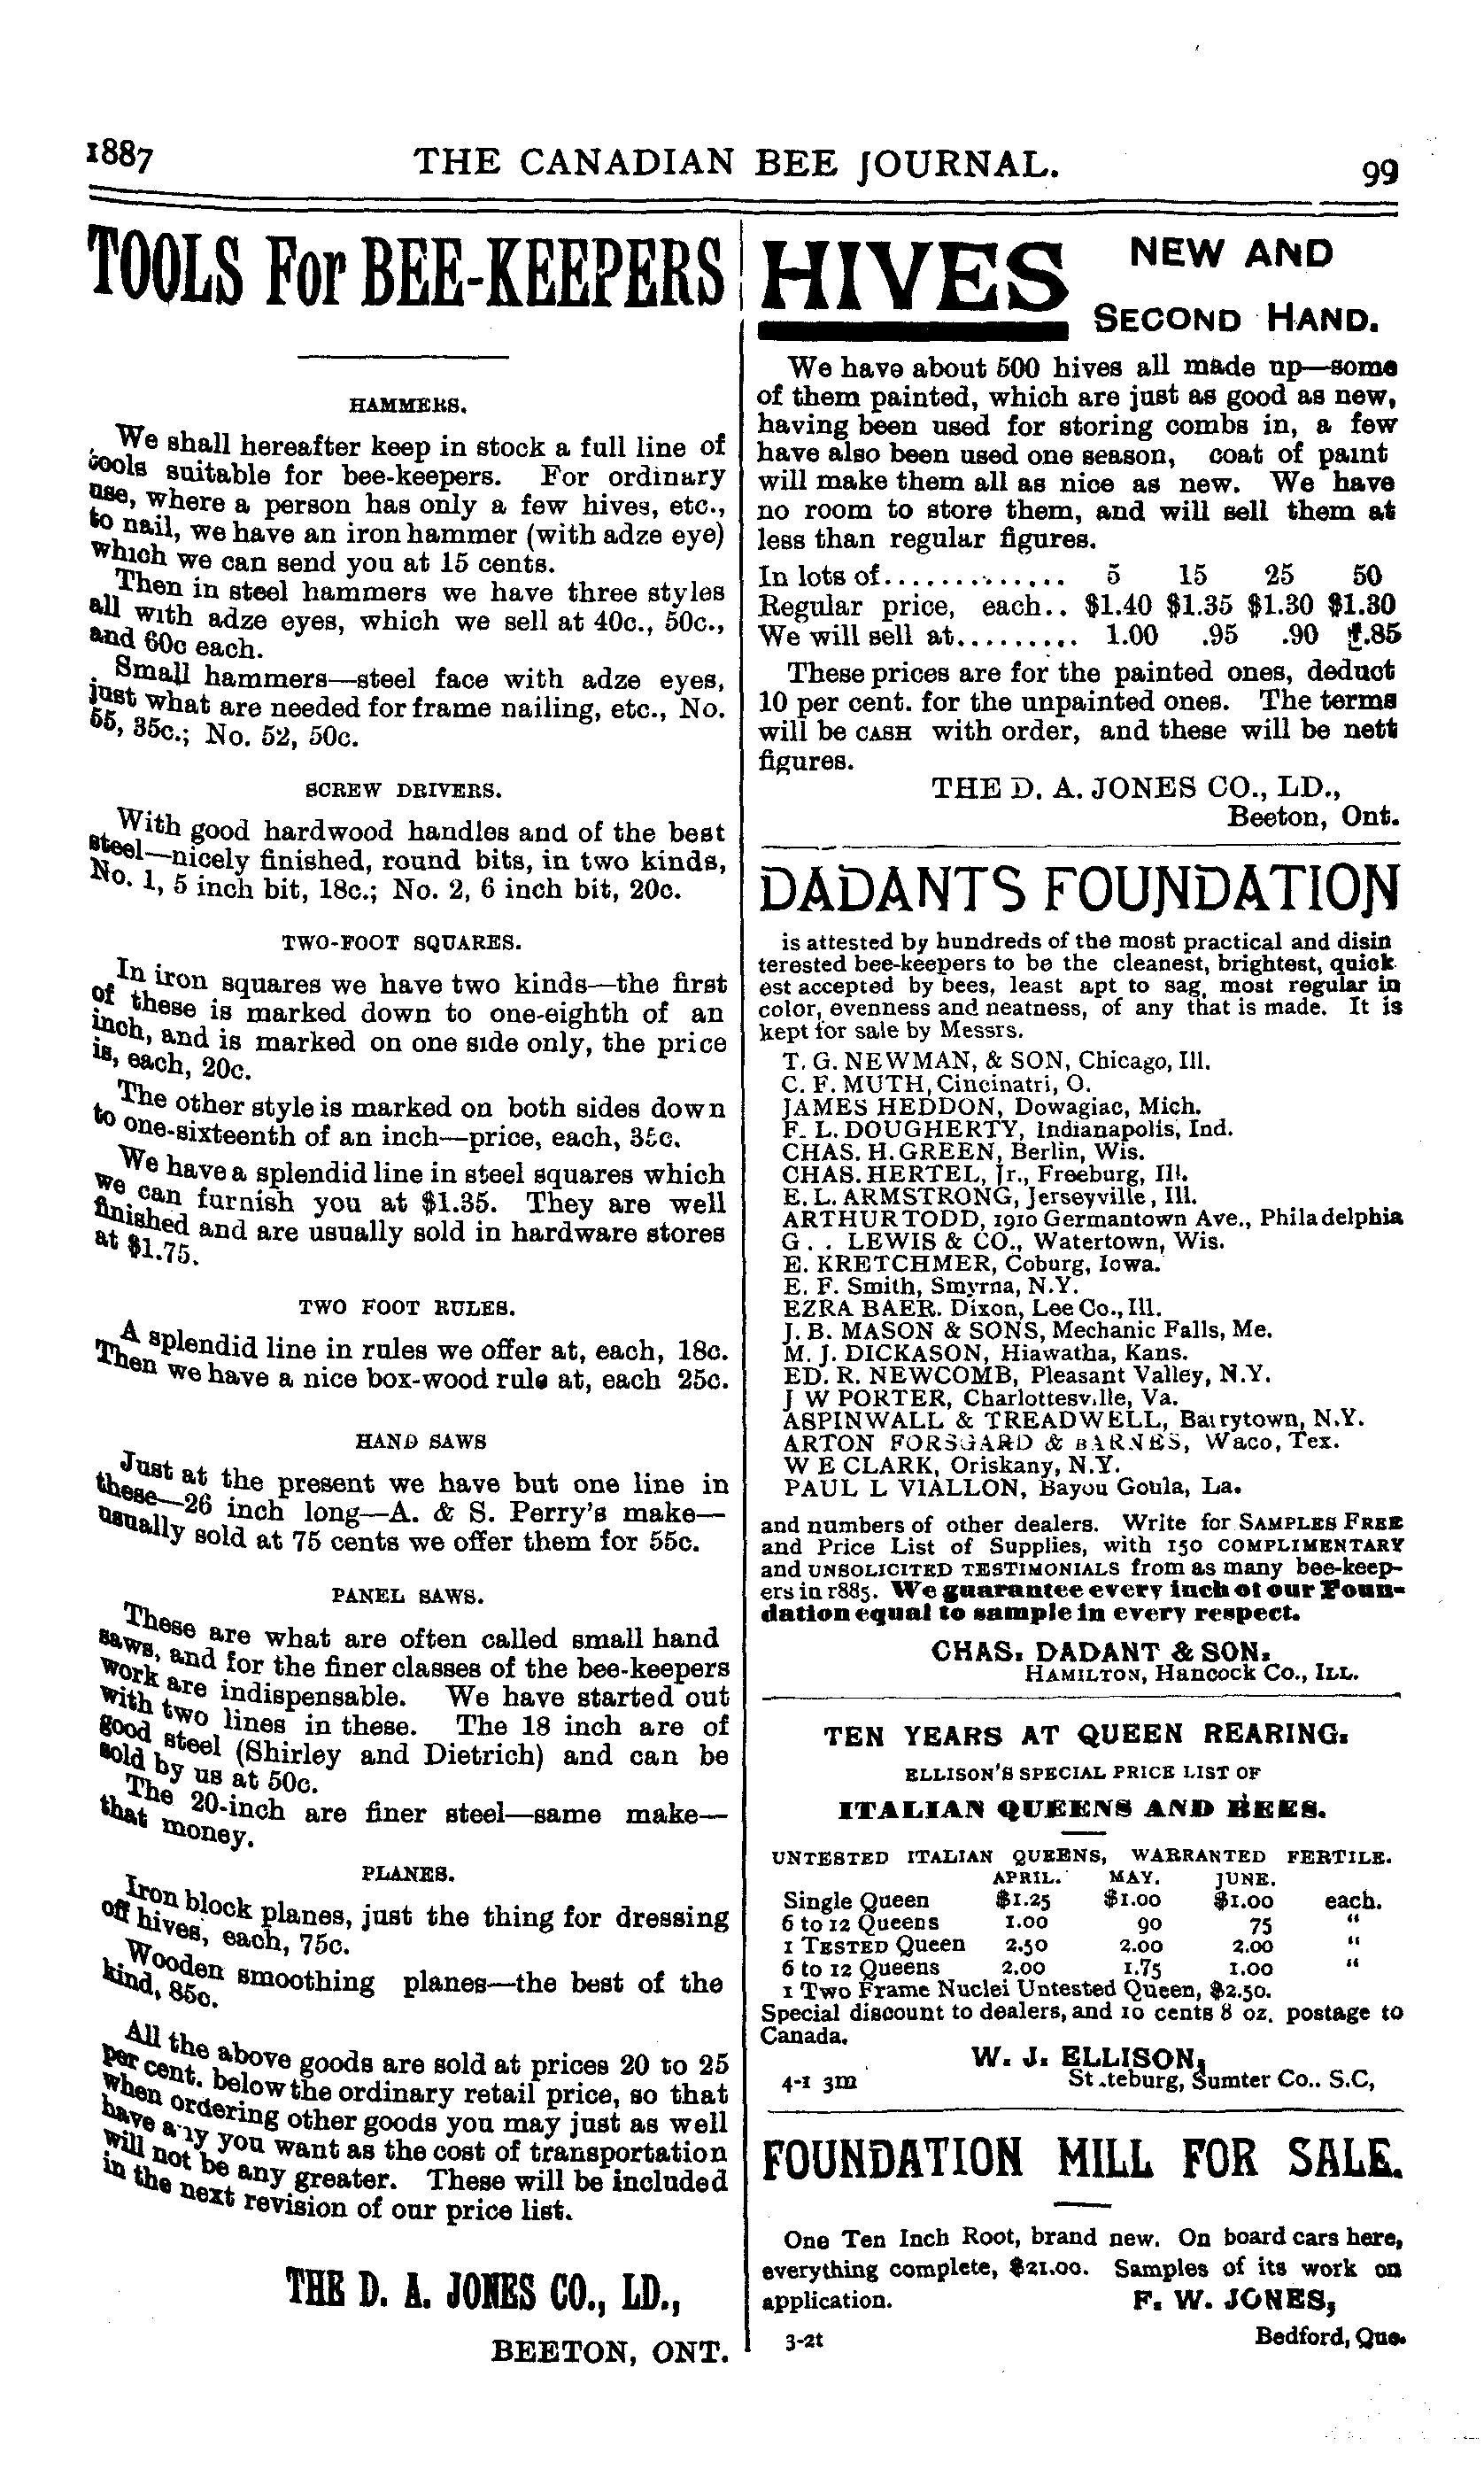 1887
THE CANADIAN BEE JOURNAL.
99
TOOLS For BEE-KEEPERS
HAMMERS.
We shall hereafter keep in stock a full line of
tools suitable for bee-keepers. For ordinary
use, where a person has only a few hives, etc.,
to nail, we have an iron hammer (with adze eye)
which we can send you at 15 cents.
Then in steel hammers we have three styles
all with adze eyes, which we sell at 40c., 50c.,
and 60c each.
Small hammers—steel face with adze eyes,
just what are needed for frame nailing, etc., No.
55, 35c.; No. 52, 50c.
SCREW DRIVERS.
With good hardwood handles and of the best
steel—nicely finished, round bits, in two kinds,
No. 1, 5 inch bit, 18c.; No. 2, 6 inch bit, 20c.
TWO-FOOT SQUARES.
In iron squares we have two kinds—the first
of these is marked down to one-eighth of an
inch, and is marked on one side only, the price
is, each, 20c.
The other style is marked on both sides down
to one-sixteenth of an inch—price, each, 35c.
We have a splendid line in steel squares which
we can furnish you at $1.35. They are well
finished and are usually sold in hardware stores
at $1.75.
TWO FOOT RULES.
A splendid line in rules we offer at, each, 18c.
Then we have a nice box-wood rule at, each 25c.
HAND SAWS
Just at the present we have but one line in
these—26 inch long—A. & S. Perry's make—
usually sold at 75 cents we offer them for 55c.
PANEL SAWS.
These are what are often called small hand
saws, and for the finer classes of the bee-keepers
work are indispensable. We have started out
with two lines in these. The 18 inch are of
good steel (Shirley and Dietrich) and can be
sold by us at 50c.
The 20-inch are finer steel—same make—
that money.
PLANES.
Iron block planes, just the thing for dressing
off hives, each, 75c.
Wooden smoothing planes—the best of the
kind, 85c.
All the above goods are sold at prices 20 to 25
per cent. below the ordinary retail price, so that
when ordering other goods you may just as well
have any you want as the cost of transportation
will not be any greater. These will be included
in the next revision of our price list.
THE D. A. JONES CO., LD.,
BEETON, ONT.
HIVES NEW AND
SECOND HAND.
We have about 500 hives all made up—some
of them painted, which are just as good as new,
having been used for storing combs in, a few
have also been used one season, coat of paint
will make them all as nice as new. We have
no room to store them, and will sell them at
less than regular figures.
In lots of.............. 5 15 25 50
Regular price, each.. $1.40 $1.35 $1.30 $1.30
We will sell at......... 1.00 .95 .90 .85
These prices are for the painted ones, deduct
10 per cent. for the unpainted ones. The terms
will be CASH with order, and these will be nett
figures.
THE D. A. JONES CO., LD.,
Beeton, Ont.
DADANTS FOUNDATION
is attested by hundreds of the most practical and disin
terested bee-keepers to be the cleanest, brightest, quick
est accepted by bees, least apt to sag, most regular in
color, evenness and neatness, of any that is made. It is
kept for sale by Messrs.
T. G. NEWMAN, & SON, Chicago, Ill.
C. F. MUTH, Cincinatri, O.
JAMES HEDDON, Dowagiac, Mich.
F. L. DOUGHERTY, Indianapolis, Ind.
CHAS. H. GREEN, Berlin, Wis.
CHAS. HERTEL, Jr., Freeburg, Ill.
E. L. ARMSTRONG, Jerseyville, Ill.
ARTHUR TODD, 1910 Germantown Ave., Philadelphia
G . . LEWIS & CO., Watertown, Wis.
E. KRETCHMER, Coburg, Iowa.
E. F. Smith, Smyrna, N.Y.
EZRA BAER. Dixon, Lee Co., Ill.
J. B. MASON & SONS, Mechanic Falls, Me.
M. J. DICKASON, Hiawatha, Kans.
ED. R. NEWCOMB, Pleasant Valley, N.Y.
J W PORTER, Charlottesville, Va.
ASPINWALL & TREADWELL, Barrytown, N.Y.
ARTON FORSGARD & BARNES, Waco, Tex.
W E CLARK, Oriskany, N.Y.
PAUL L VIALLON, Bayou Goula, La.
and numbers of other dealers. Write for SAMPLES FREE
and Price List of Supplies, with 150 COMPLIMENTARY
and UNSOLICITED TESTIMONIALS from as many bee-keep-
ers in 1885. We guarantee every inch of our Foun-
dation equal to sample in every respect.
CHAS. DADANT & SON.
HAMILTON, Hancock Co., ILL.
TEN YEARS AT QUEEN REARING.
ELLISON'S SPECIAL PRICE LIST OF
ITALIAN QUEENS AND BEES.
UNTESTED ITALIAN QUEENS, WARRANTED FERTILE.
APRIL. MAY. JUNE.
Single Queen $1.25 $1.00 $1.00 each.
6 to 12 Queens 1.00 90 75 "
1 TESTED Queen 2.50 2.00 2.00 "
6 to 12 Queens 2.00 1.75 1.00 "
1 Two Frame Nuclei Untested Queen, $2.50.
Special discount to dealers, and 10 cents 8 oz. postage to
Canada.
W. J. ELLISON,
4-1 3m St.teburg, Sumter Co.. S.C,
FOUNDATION MILL FOR SALE.
One Ten Inch Root, brand new. On board cars here,
everything complete, $21.00. Samples of its work on
application. F. W. JONES,
3-2t Bedford, Que.